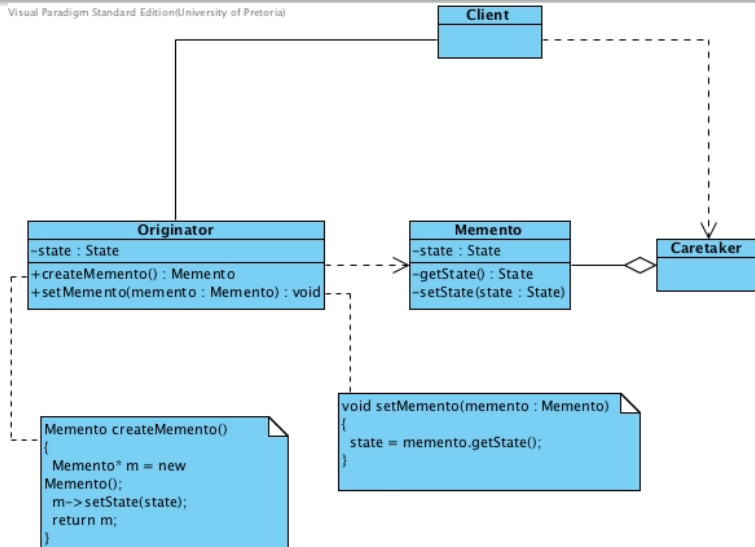 Visual Paradigm Standard Edition(University of Pretoria)
Client
Originator
-state : State
+createMemento() : Memento
+setMemento(memento : Memento) : void
Memento
-state : State
-getState() : State
-setState(state : State)
Caretaker
Memento createMemento()
{
Memento* m = new
Memento();
m->setState(state);
return m;
}
void setMemento(memento : Memento)
{
state = memento.getState();
}